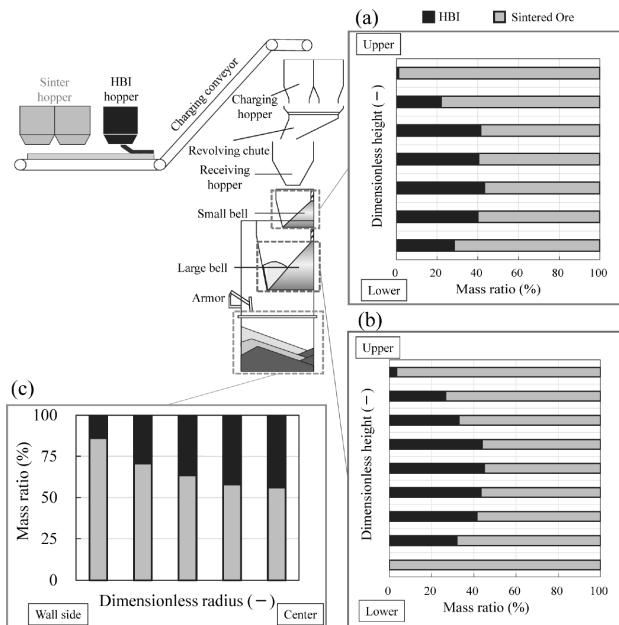 (a)
HBI
Sintered Ore
Upper
Dimensionless height (−)
0
20
40
60
80
100
Mass ratio (%)
Lower
Sinter
hopper
HBI
hopper
Charging conveyor
Charging
hopper
Revolving chute
Receiving
hopper
Small bell
Large bell
Armor
(b)
Upper
Dimensionless height (−)
0
20
40
60
80
100
Mass ratio (%)
Lower
(c)
100
75
50
25
0
Mass ratio (%)
Wall side
Dimensionless radius (−)
Center